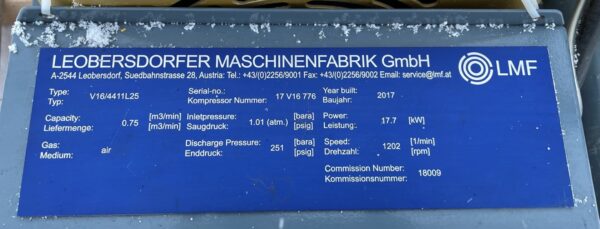 LEOBERSDORFER MASCHINENFABRIK GmbH
A-2544 Leobersdorf, Suedbahnstrasse 28, Austria: Tel.: +43/(0)2256/9001 Fax: +43/(0)2256/9002 Email: service@lmf.at
LMF
Type: V16/4411L25 Serial-no.: 17 V16 776 Year built: 2017
Typ: Kompressor Nummer: Baujahr:
Capacity: 0.75 [m3/min] Inletpressure: 1.01 (atm.) [bara] Power: 17.7 [kW]
Liefermenge: [m3/min] Saugdruck: [psig] Leistung:
Gas: air Discharge Pressure: 251 [bara] Speed: 1202 [1/min]
Medium: Enddruck: [psig] Drehzahl: [rpm]
Commission Number: 18009
Kommissionsnummer: